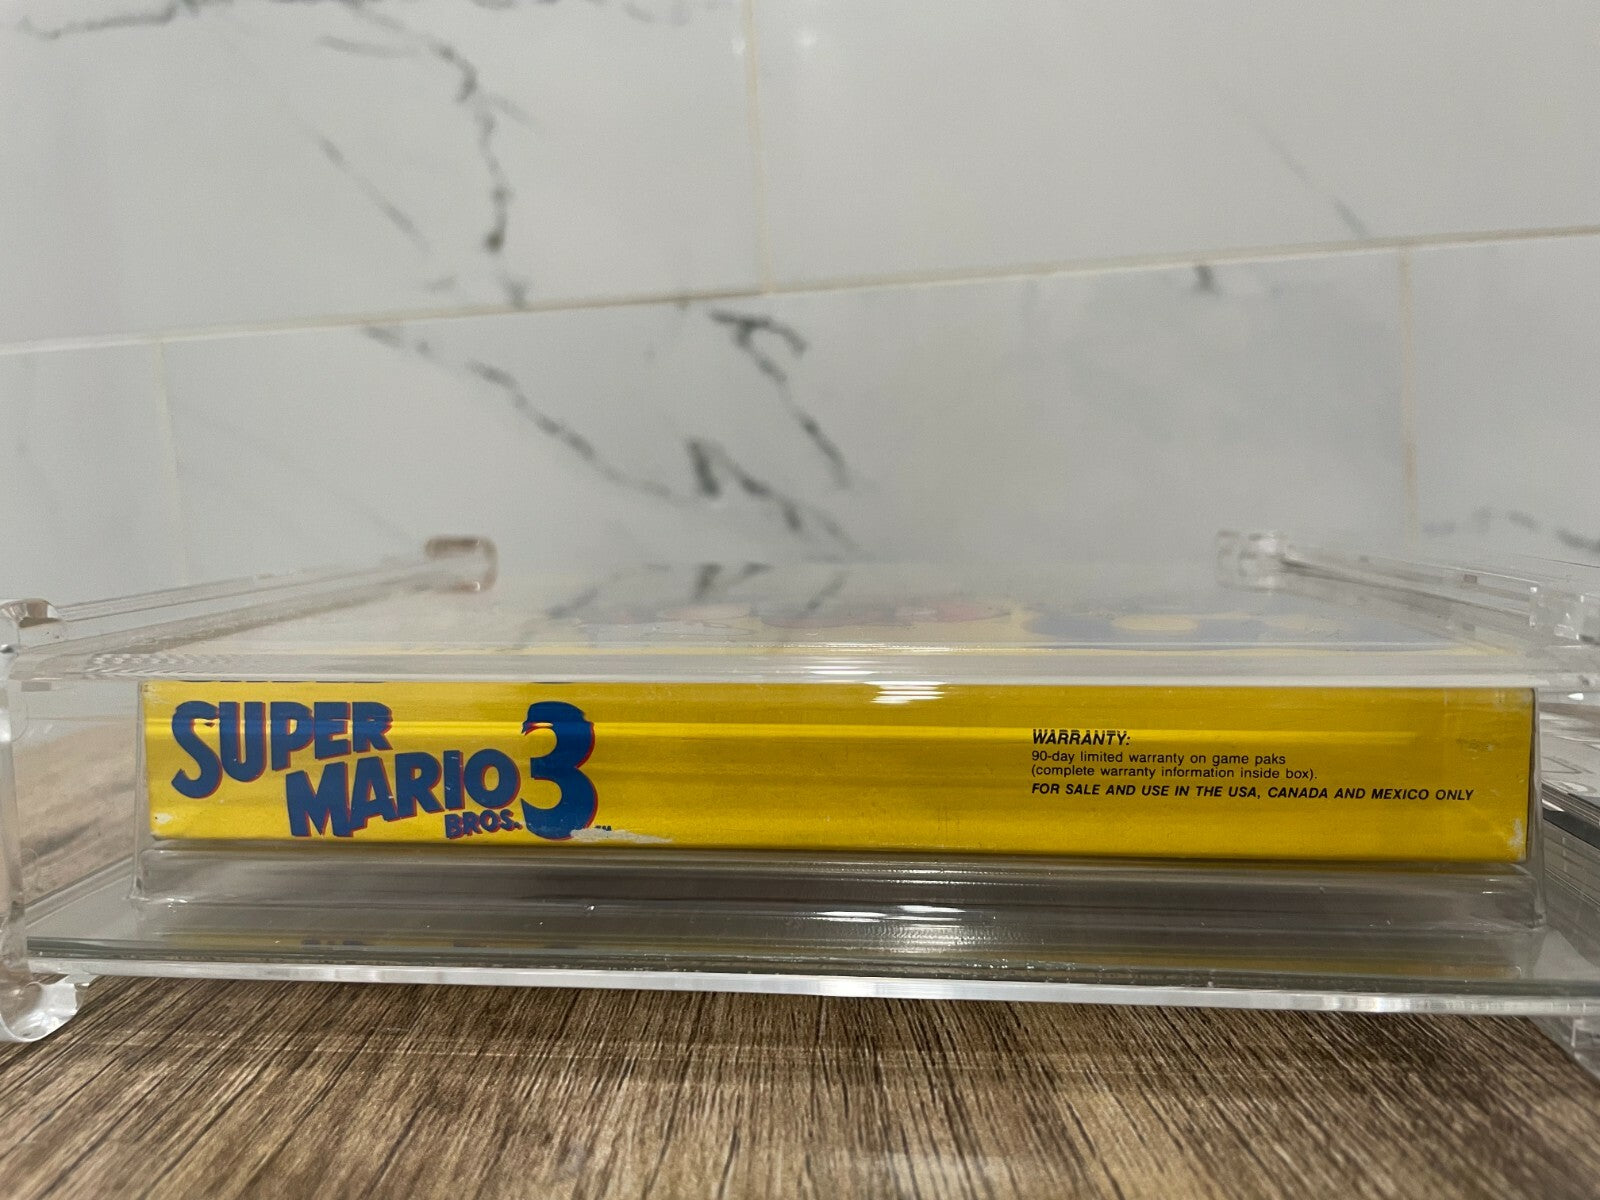 SUPER
MARIO
BROS. 3
TM
WARRANTY:
90-day limited warranty on game paks
(complete warranty information inside box).
FOR SALE AND USE IN THE USA, CANADA AND MEXICO ONLY